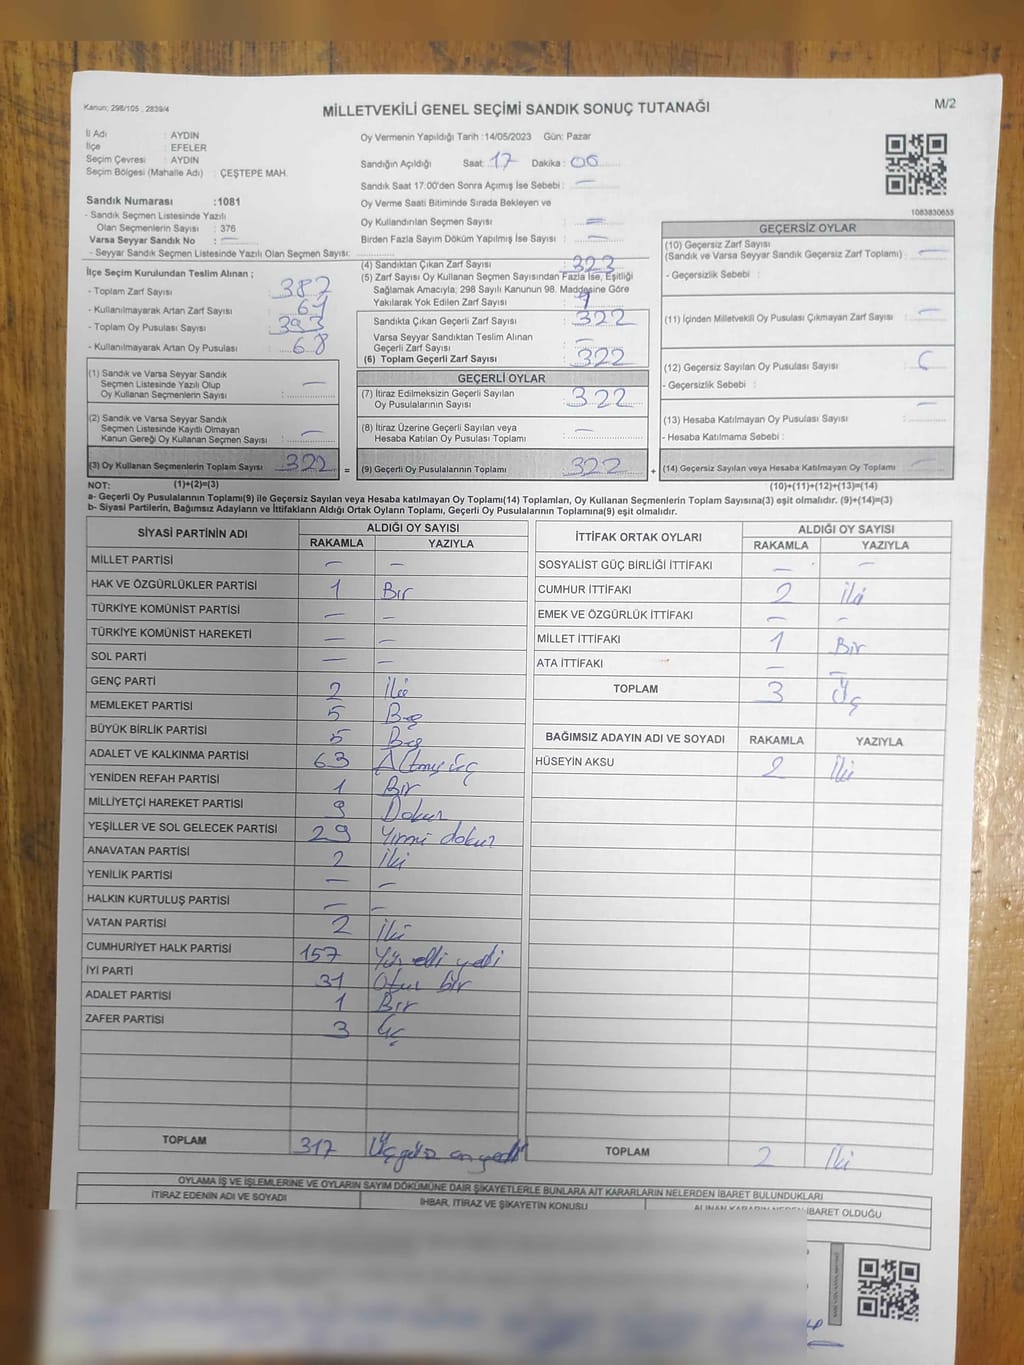 Kanun; 298/105 , 2839/4
MİLLETVEKİLİ GENEL SEÇİMİ SANDIK SONUÇ TUTANAĞI
M/2
İl Adı : AYDIN
İlçe : EFELER
Seçim Çevresi : AYDIN
Seçim Bölgesi (Mahalle Adı) : ÇEŞTEPE MAH.
Oy Vermenin Yapıldığı Tarih :14/05/2023 Gün: Pazar
Sandığın Açıldığı Saat: 17 Dakika : 06
Sandık Saat 17:00'den Sonra Açımış İse Sebebi : —
Oy Verme Saati Bitiminde Sırada Bekleyen ve
Oy Kullandırılan Seçmen Sayısı : —
Birden Fazla Sayım Döküm Yapılmış İse Sayısı : —
1083830655
Sandık Numarası :1081
- Sandık Seçmen Listesinde Yazılı
Olan Seçmenlerin Sayısı : 376
Varsa Seyyar Sandık No : —
- Seyyar Sandık Seçmen Listesinde Yazılı Olan Seçmen Sayısı:
İlçe Seçim Kurulundan Teslim Alınan ;
- Toplam Zarf Sayısı : 387
- Kullanılmayarak Artan Zarf Sayısı : 64
- Toplam Oy Pusulası Sayısı : 393
- Kullanılmayarak Artan Oy Pusulası : 68
(1) Sandık ve Varsa Seyyar Sandık
Seçmen Listesinde Yazılı Olup
Oy Kullanan Seçmenlerin Sayısı : —
(2) Sandık ve Varsa Seyyar Sandık
Seçmen Listesinde Kayıtlı Olmayan
Kanun Gereği Oy Kullanan Seçmen Sayısı : —
(3) Oy Kullanan Seçmenlerin Toplam Sayısı : 322 =
(4) Sandıktan Çıkan Zarf Sayısı : 323
(5) Zarf Sayısı Oy Kullanan Seçmen Sayısından Fazla İse, Eşitliği
Sağlamak Amacıyla; 298 Sayılı Kanunun 98. Maddesine Göre
Yakılarak Yok Edilen Zarf Sayısı : 1
Sandıkta Çıkan Geçerli Zarf Sayısı : 322
Varsa Seyyar Sandıktan Teslim Alınan
Geçerli Zarf Sayısı : —
(6) Toplam Geçerli Zarf Sayısı : 322
GEÇERLİ OYLAR
(7) İtiraz Edilmeksizin Geçerli Sayılan
Oy Pusulalarının Sayısı : 322
(8) İtiraz Üzerine Geçerli Sayılan veya
Hesaba Katılan Oy Pusulası Toplamı : —
(9) Geçerli Oy Pusulalarının Toplamı : 322 +
GEÇERSİZ OYLAR
(10) Geçersiz Zarf Sayısı
(Sandık ve Varsa Seyyar Sandık Geçersiz Zarf Toplamı) : —
- Geçersizlik Sebebi :
(11) İçinden Milletvekili Oy Pusulası Çıkmayan Zarf Sayısı : —
(12) Geçersiz Sayılan Oy Pusulası Sayısı :
- Geçersizlik Sebebi :
(13) Hesaba Katılmayan Oy Pusulası Sayısı : —
- Hesaba Katılmama Sebebi :
(14) Geçersiz Sayılan veya Hesaba Katılmayan Oy Toplamı : —
NOT: (1)+(2)=(3)
(10)+(11)+(12)+(13)=(14)
a- Geçerli Oy Pusulalarının Toplamı(9) ile Geçersiz Sayılan veya Hesaba katılmayan Oy Toplamı(14) Toplamları, Oy Kullanan Seçmenlerin Toplam Sayısına(3) eşit olmalıdır. (9)+(14)=(3)
b- Siyasi Partilerin, Bağımsız Adayların ve İttifakların Aldığı Ortak Oyların Toplamı, Geçerli Oy Pusulalarının Toplamına(9) eşit olmalıdır.
SİYASİ PARTİNİN ADI ALDIĞI OY SAYISI
RAKAMLA YAZIYLA
MİLLET PARTİSİ — —
HAK VE ÖZGÜRLÜKLER PARTİSİ 1 Bır
TÜRKİYE KOMÜNİST PARTİSİ — —
TÜRKİYE KOMÜNİST HAREKETİ — —
SOL PARTİ — —
GENÇ PARTİ 2 İki
MEMLEKET PARTİSİ 5 Beş
BÜYÜK BİRLİK PARTİSİ 5 Beş
ADALET VE KALKINMA PARTİSİ 63 Altmış üç
YENİDEN REFAH PARTİSİ 1 Bır
MİLLİYETÇİ HAREKET PARTİSİ 9 Dokuz
YEŞİLLER VE SOL GELECEK PARTİSİ 29 Yırmi dokuz
ANAVATAN PARTİSİ 2 İki
YENİLİK PARTİSİ — —
HALKIN KURTULUŞ PARTİSİ — —
VATAN PARTİSİ 2 İki
CUMHURİYET HALK PARTİSİ 157 Yüz elli yedi
İYİ PARTİ 31 Otuz bir
ADALET PARTİSİ 1 Bır
ZAFER PARTİSİ 3 Üç
TOPLAM 317 Üçyüz onyedi
İTTİFAK ORTAK OYLARI ALDIĞI OY SAYISI
RAKAMLA YAZIYLA
SOSYALİST GÜÇ BİRLİĞİ İTTİFAKI — —
CUMHUR İTTİFAKI 2 İki
EMEK VE ÖZGÜRLÜK İTTİFAKI — —
MİLLET İTTİFAKI 1 Bir
ATA İTTİFAKI — —
TOPLAM 3 Üç
BAĞIMSIZ ADAYIN ADI VE SOYADI RAKAMLA YAZIYLA
HÜSEYİN AKSU 2 İki
TOPLAM 2 İki
OYLAMA İŞ VE İŞLEMLERİNE VE OYLARIN SAYIM DÖKÜMÜNE DAİR ŞİKAYETLERLE BUNLARA AİT KARARLARIN NELERDEN İBARET BULUNDUKLARI
İTİRAZ EDENİN ADI VE SOYADI İHBAR, İTİRAZ VE ŞİKAYETİN KONUSU ALINAN KARARIN NEDEN İBARET OLDUĞU